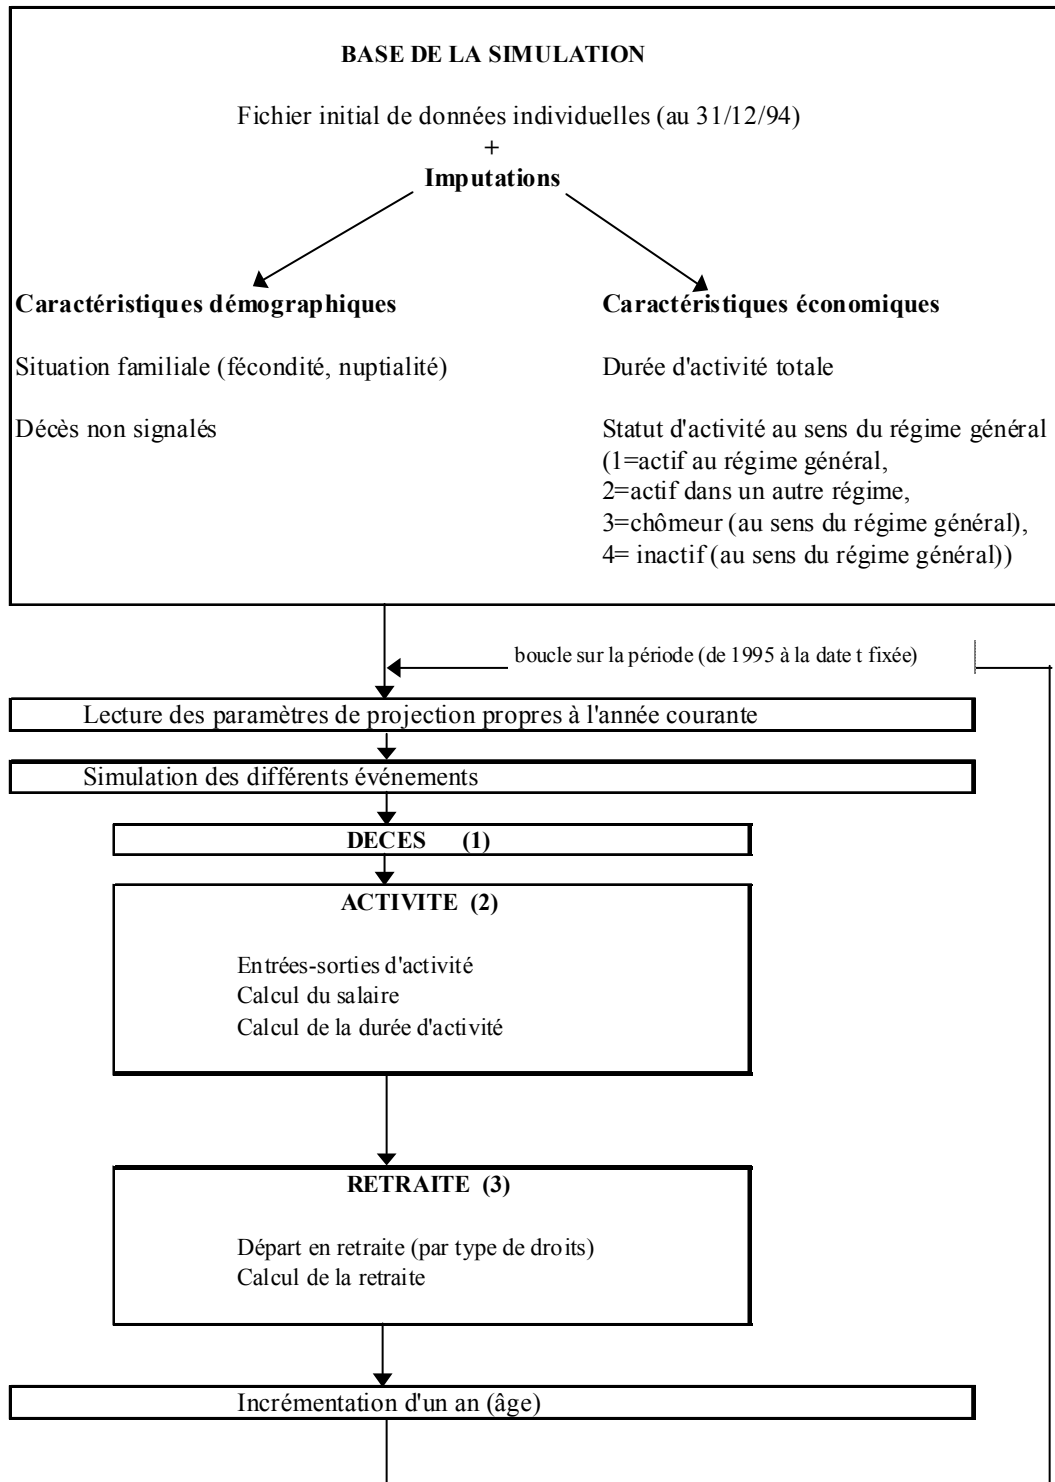 BASE DE LA SIMULATION
Fichier initial de données individuelles (au 31/12/94)
+
Imputations
Caractéristiques démographiques
Situation familiale (fécondité, nuptialité)
Décès non signalés
Caractéristiques économiques
Durée d'activité totale
Statut d'activité au sens du régime général
(1=actif au régime général,
2=actif dans un autre régime,
3=chômeur (au sens du régime général),
4= inactif (au sens du régime général))
boucle sur la période (de 1995 à la date t fixée)
Lecture des paramètres de projection propres à l'année courante
Simulation des différents événements
DECES (1)
ACTIVITE (2)
Entrées-sorties d'activité
Calcul du salaire
Calcul de la durée d'activité
RETRAITE (3)
Départ en retraite (par type de droits)
Calcul de la retraite
Incrémentation d'un an (âge)